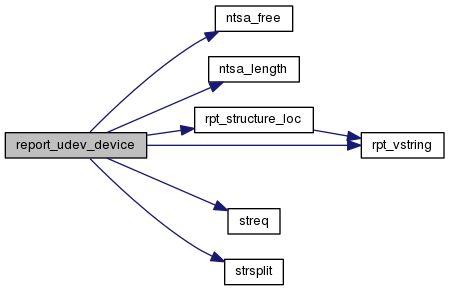 ntsa_free
ntsa_length
rpt_structure_loc
report_udev_device
rpt_vstring
streq
strsplit